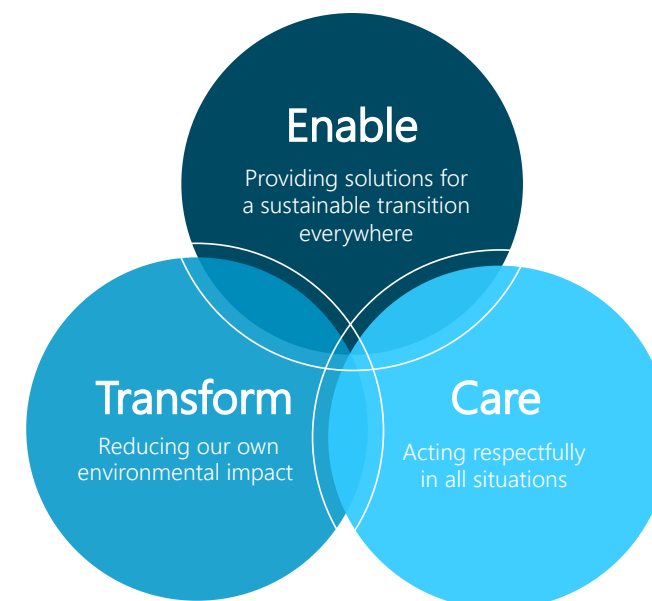 Enable
Providing solutions for
a sustainable transition
everywhere
Transform
Reducing our own
environmental impact
Care
Acting respectfully
in all situations